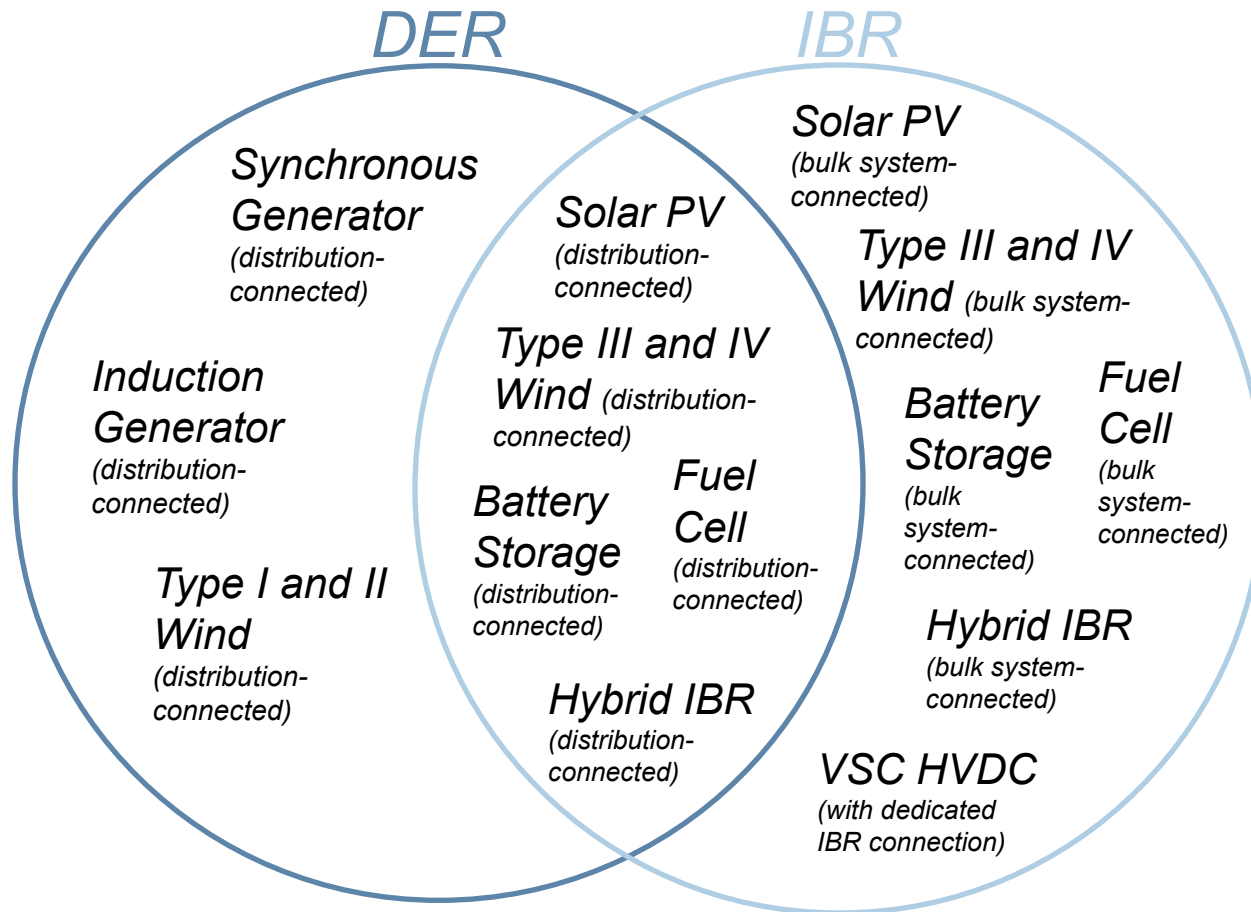 DER
IBR
Synchronous
Generator
(distribution-
connected)
Induction
Generator
(distribution-
connected)
Type I and II
Wind
(distribution-
connected)
Solar PV
(distribution-
connected)
Type III and IV
Wind (distribution-
connected)
Battery
Storage
(distribution-
connected)
Fuel
Cell
(distribution-
connected)
Hybrid IBR
(distribution-
connected)
Solar PV
(bulk system-
connected)
Type III and IV
Wind (bulk system-
connected)
Battery
Storage
(bulk
system-
connected)
Fuel
Cell
(bulk
system-
connected)
Hybrid IBR
(bulk system-
connected)
VSC HVDC
(with dedicated
IBR connection)